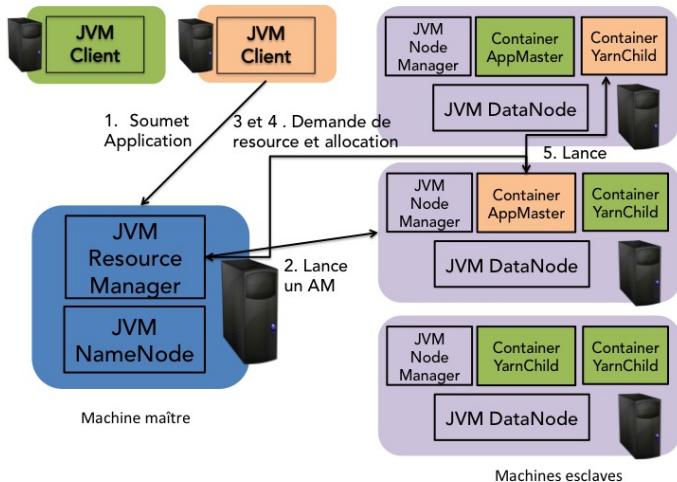 JVM
Client
JVM
Client
1. Soumet
Application
3 et 4 . Demande de
resource et allocation
JVM
Node
Manager
Container
AppMaster
Container
YarnChild
JVM DataNode
5. Lance
JVM
Node
Manager
Container
AppMaster
Container
YarnChild
JVM DataNode
JVM
Resource
Manager
2. Lance
un AM
JVM
NameNode
JVM
Node
Manager
Container
YarnChild
Container
YarnChild
JVM DataNode
Machine maître
Machines esclaves